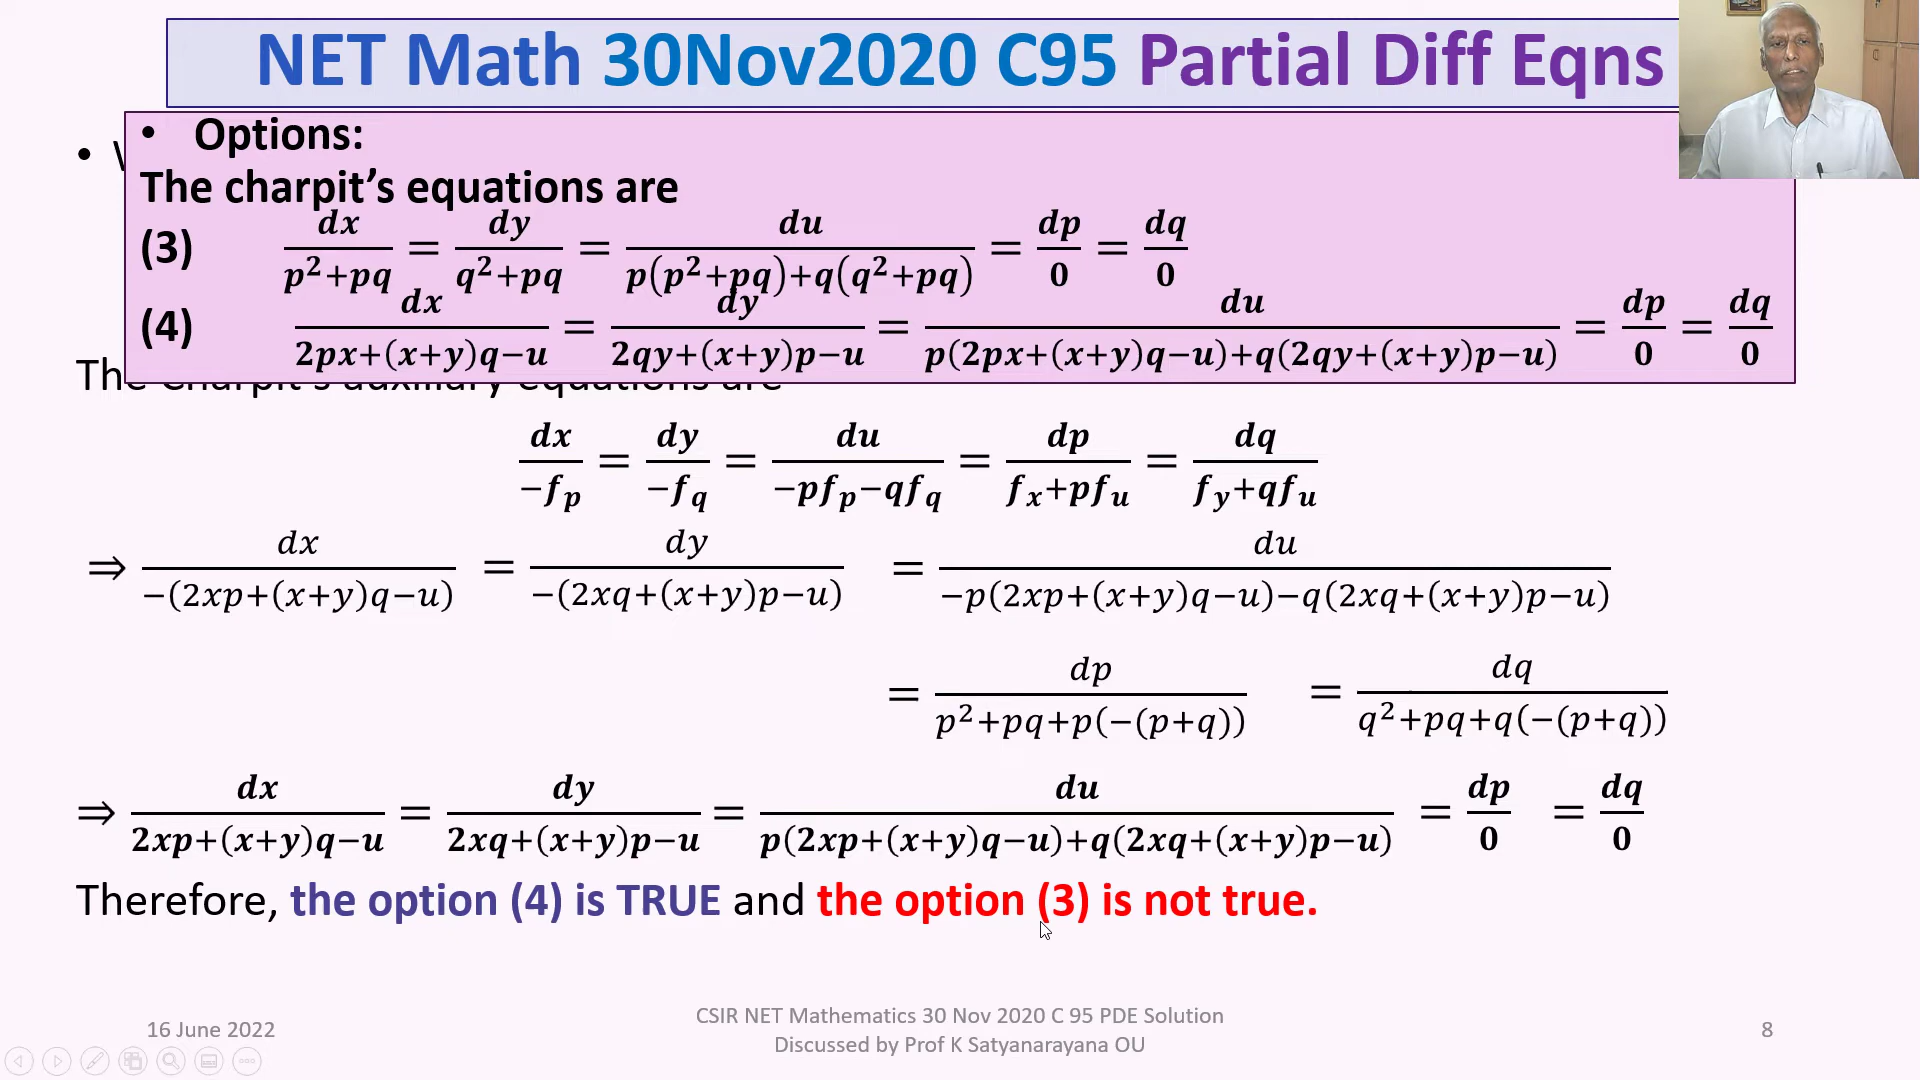 NET Math 30Nov2020 C95 Partial Diff Eqns
• Options:
The charpit's equations are
(3) dx/(p²+pq) = dy/(q²+pq) = du/(p(p²+pq)+q(q²+pq)) = dp/0 = dq/0
(4) dx/(2px+(x+y)q−u) = dy/(2qy+(x+y)p−u) = du/(p(2px+(x+y)q−u)+q(2qy+(x+y)p−u)) = dp/0 = dq/0
The Charpit's auxiliary equations are
dx/(−f_p) = dy/(−f_q) = du/(−pf_p−qf_q) = dp/(f_x+pf_u) = dq/(f_y+qf_u)
⇒ dx/(−(2xp+(x+y)q−u)) = dy/(−(2xq+(x+y)p−u)) = du/(−p(2xp+(x+y)q−u)−q(2xq+(x+y)p−u))
= dp/(p²+pq+p(−(p+q))) = dq/(q²+pq+q(−(p+q)))
⇒ dx/(2xp+(x+y)q−u) = dy/(2xq+(x+y)p−u) = du/(p(2xp+(x+y)q−u)+q(2xq+(x+y)p−u)) = dp/0 = dq/0
Therefore, the option (4) is TRUE and the option (3) is not true.
16 June 2022
CSIR NET Mathematics 30 Nov 2020 C 95 PDE Solution
Discussed by Prof K Satyanarayana OU
8